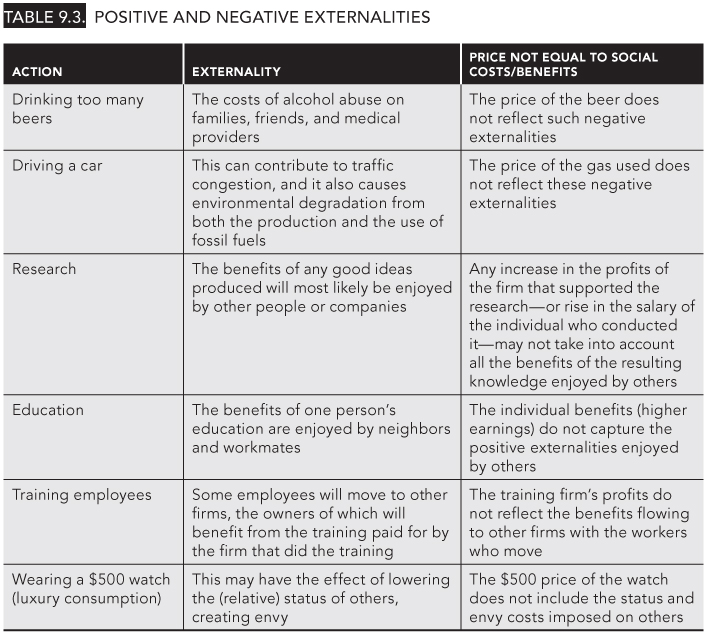 TABLE 9.3. POSITIVE AND NEGATIVE EXTERNALITIES
ACTION
EXTERNALITY
PRICE NOT EQUAL TO SOCIAL
COSTS/BENEFITS
Drinking too many
beers
The costs of alcohol abuse on
families, friends, and medical
providers
The price of the beer does
not reflect such negative
externalities
Driving a car
This can contribute to traffic
congestion, and it also causes
environmental degradation from
both the production and the use of
fossil fuels
The price of the gas used does
not reflect these negative
externalities
Research
The benefits of any good ideas
produced will most likely be enjoyed
by other people or companies
Any increase in the profits of
the firm that supported the
research—or rise in the salary of
the individual who conducted
it—may not take into account
all the benefits of the resulting
knowledge enjoyed by others
Education
The benefits of one person's
education are enjoyed by neighbors
and workmates
The individual benefits (higher
earnings) do not capture the
positive externalities enjoyed
by others
Training employees
Some employees will move to other
firms, the owners of which will
benefit from the training paid for by
the firm that did the training
The training firm's profits do
not reflect the benefits flowing
to other firms with the workers
who move
Wearing a $500 watch
(luxury consumption)
This may have the effect of lowering
the (relative) status of others,
creating envy
The $500 price of the watch
does not include the status and
envy costs imposed on others